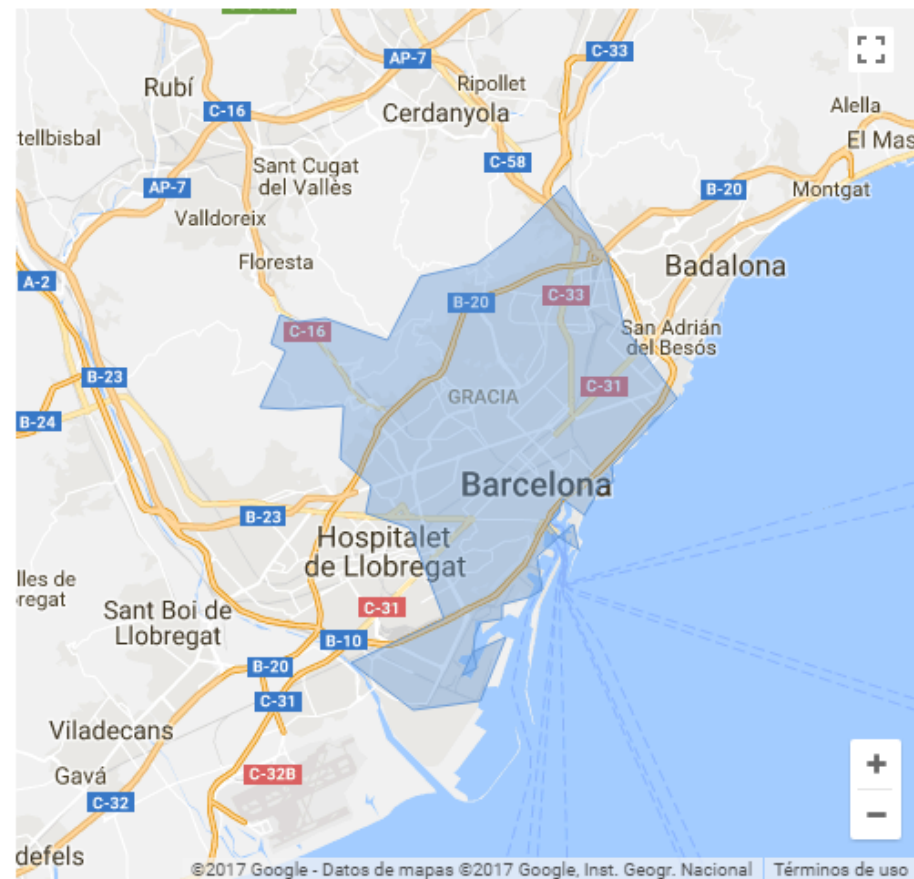 AP-7
C-33
Ripollet
Rubí
Cerdanyola
C-16
Alella
tellbisbal
El Mas
C-58
Sant Cugat
del Vallès
AP-7
B-20
Montgat
Valldoreix
Floresta
Badalona
A-2
B-20
C-33
C-16
San Adrián
del Besós
B-23
C-31
GRACIA
B-24
Barcelona
B-23
Hospitalet
de Llobregat
lles de
regat
Sant Boi de
Llobregat
C-31
B-10
B-20
C-31
Viladecans
Gavá
C-32B
C-32
defels
©2017 Google - Datos de mapas ©2017 Google, Inst. Geogr. Nacional
Términos de uso